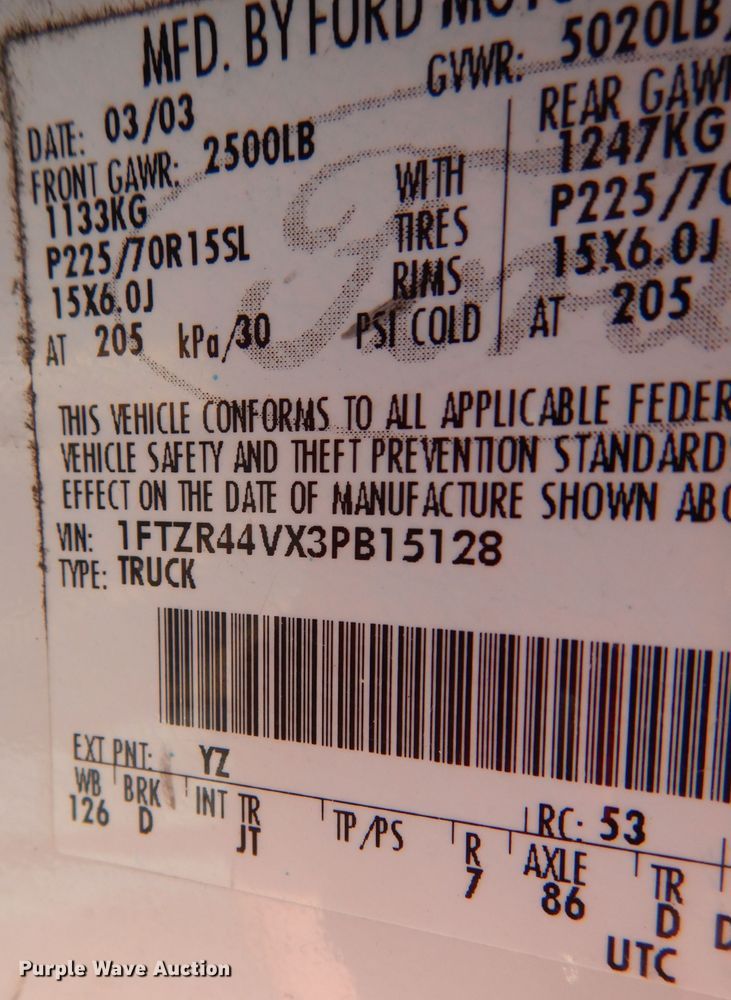 MFD. BY FORD
GVWR: 5020LB
DATE: 03/03
FRONT GAWR: 2500LB
1133KG
P225/70R15SL
15X6.0J
AT 205 kPa/30
WITH
TIRES
RIMS
PSI COLD
REAR
1247KG
P225/70
15X6.0J
AT 205
THIS VEHICLE CONFORMS TO ALL APPLICABLE
VEHICLE SAFETY AND THEFT PREVENTION STANDARD
EFFECT ON THE DATE OF MANUFACTURE SHOWN
VIN: 1FTZR44VX3PB15128
TYPE: TRUCK
EXT PNT: YZ
RC: 53
WB BRK INT TR TP/PS R AXLE TR
126 D JT 7 86 D
UTC
Purple Wave Auction